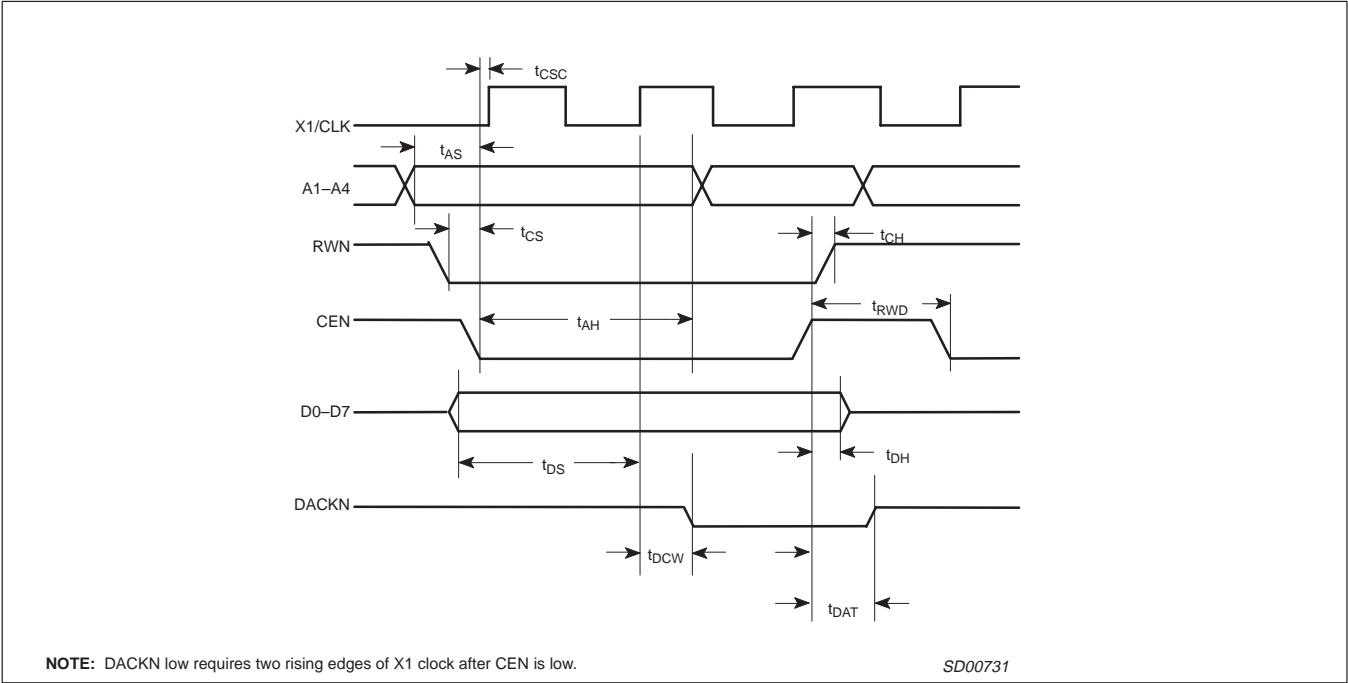 tCSC
X1/CLK
tAS
A1–A4
tCS
tCH
RWN
tRWD
CEN
tAH
D0–D7
tDS
tDH
DACKN
tDCW
tDAT
NOTE: DACKN low requires two rising edges of X1 clock after CEN is low.
SD00731